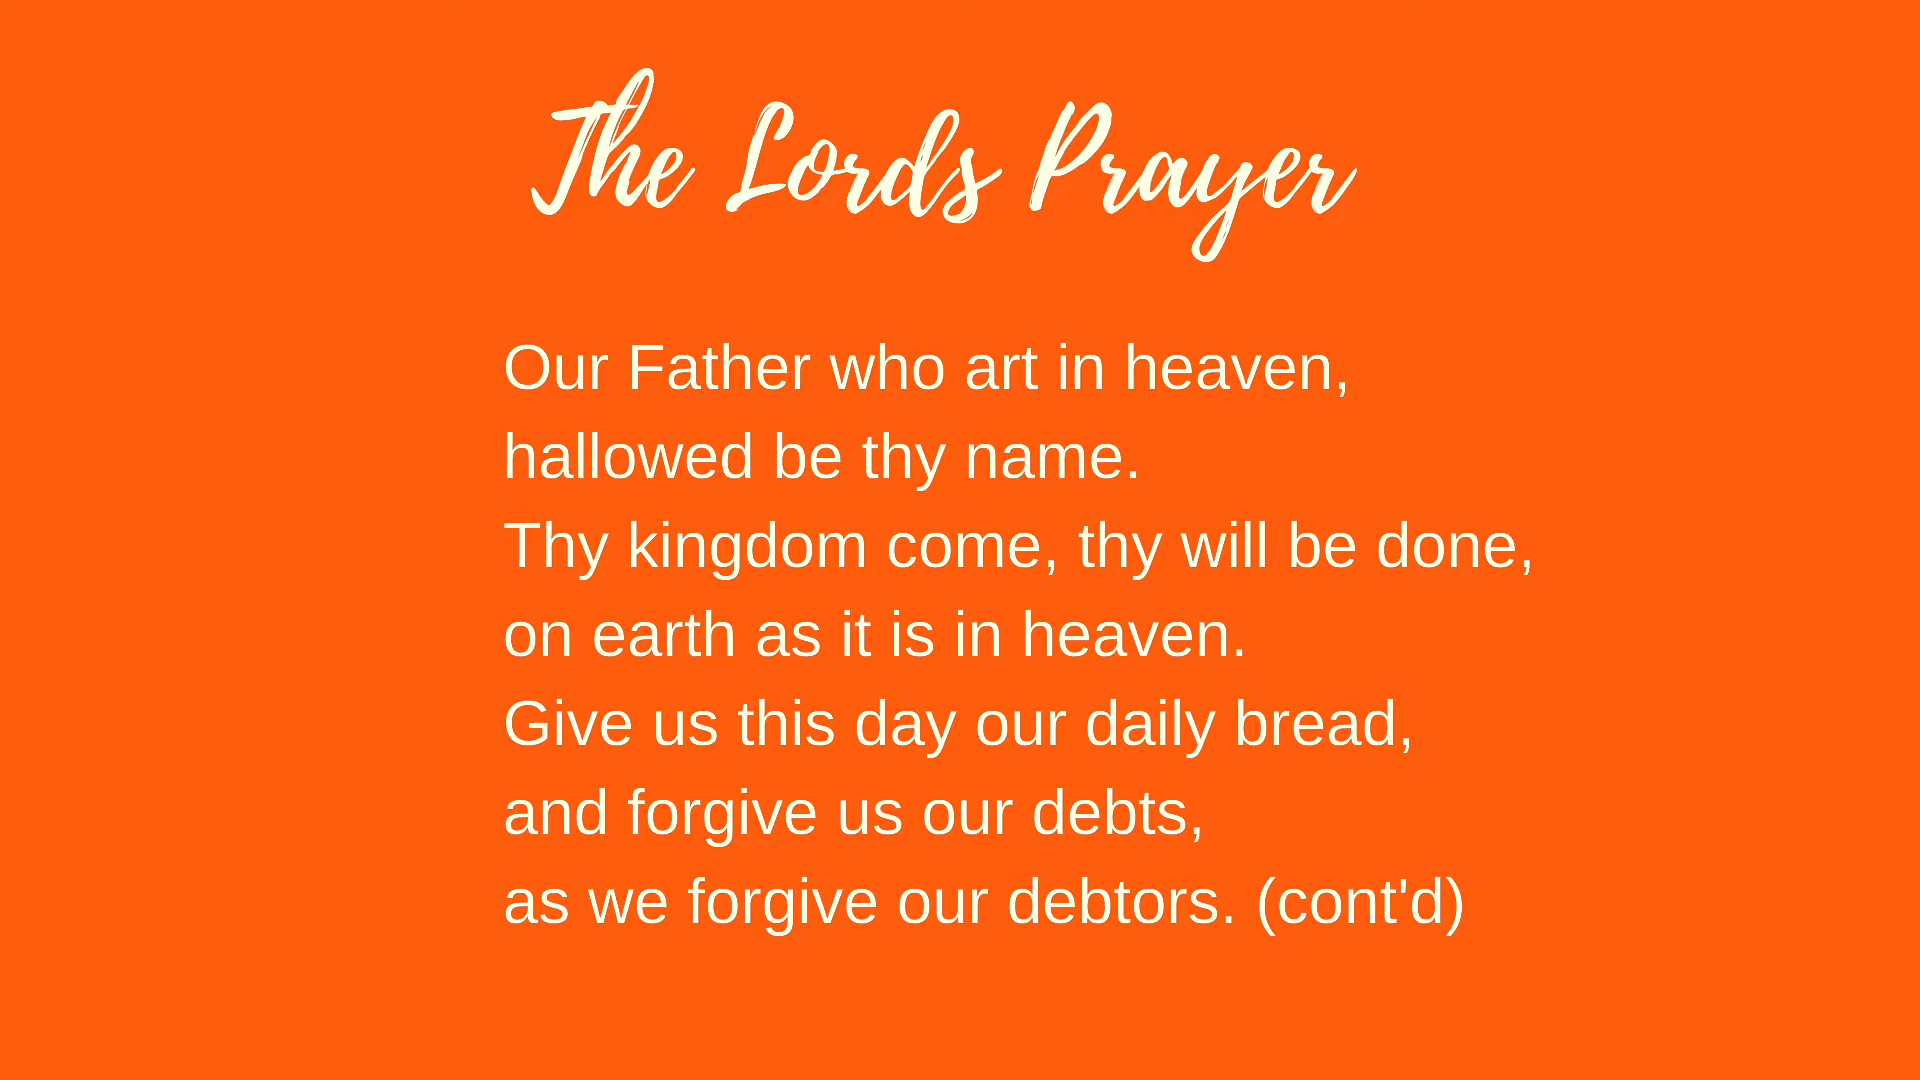 The Lords Prayer
Our Father who art in heaven,
hallowed be thy name.
Thy kingdom come, thy will be done,
on earth as it is in heaven.
Give us this day our daily bread,
and forgive us our debts,
as we forgive our debtors. (cont'd)